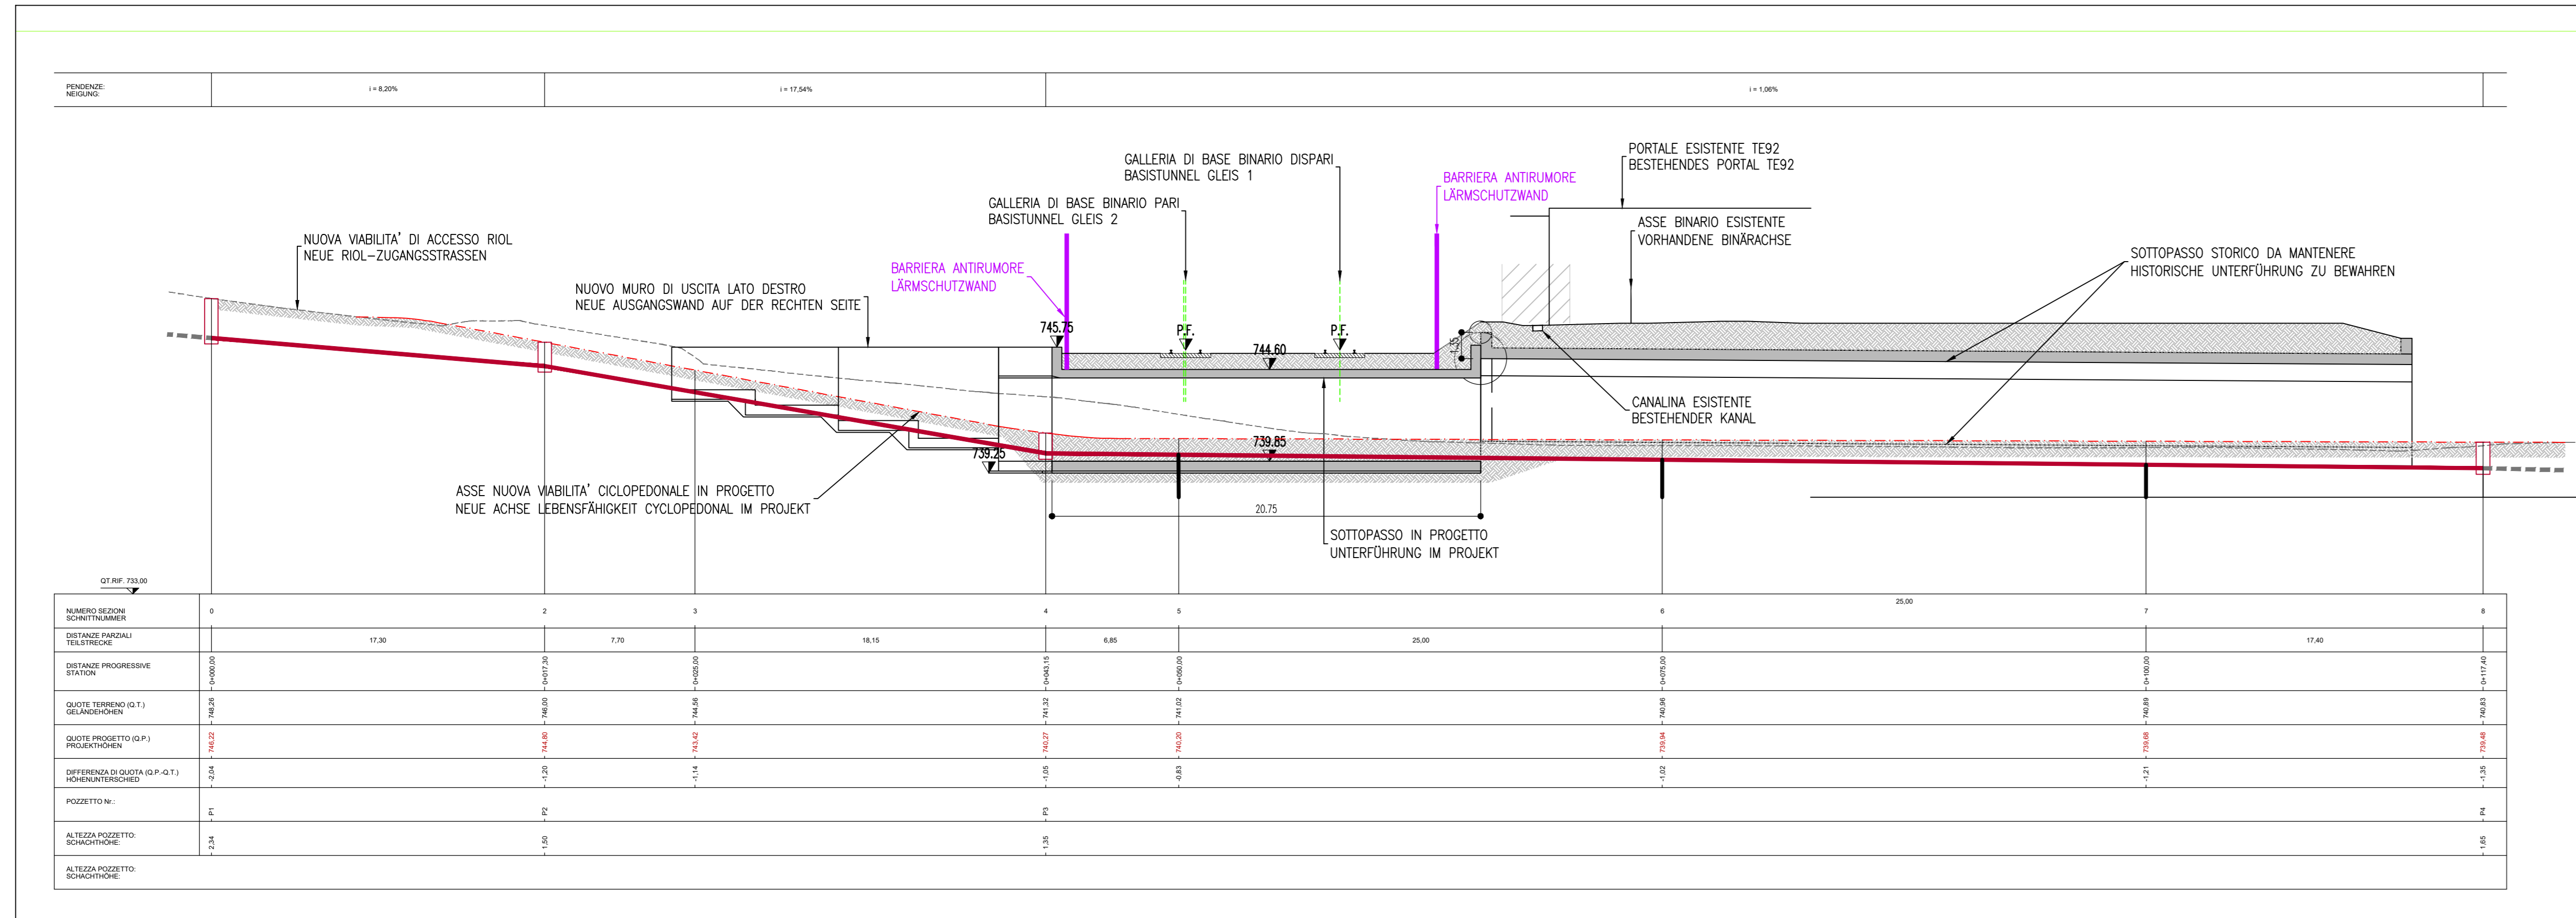 PENDENZE:
NEIGUNG:
i = 8,20%
i = 17,54%
i = 1,06%
PORTALE ESISTENTE TE92
BESTEHENDES PORTAL TE92
GALLERIA DI BASE BINARIO DISPARI
BASISTUNNEL GLEIS 1
BARRIERA ANTIRUMORE
LÄRMSCHUTZWAND
GALLERIA DI BASE BINARIO PARI
BASISTUNNEL GLEIS 2
ASSE BINARIO ESISTENTE
VORHANDENE BINÄRACHSE
NUOVA VIABILITA' DI ACCESSO RIOL
NEUE RIOL-ZUGANGSSTRASSEN
SOTTOPASSO STORICO DA MANTENERE
HISTORISCHE UNTERFÜHRUNG ZU BEWAHREN
BARRIERA ANTIRUMORE
LÄRMSCHUTZWAND
NUOVO MURO DI USCITA LATO DESTRO
NEUE AUSGANGSWAND AUF DER RECHTEN SEITE
745.75
P.F.
P.F.
744.60
1.35
CANALINA ESISTENTE
BESTEHENDER KANAL
739.85
739.25
ASSE NUOVA VIABILITA' CICLOPEDONALE IN PROGETTO
NEUE ACHSE LEBENSFÄHIGKEIT CYCLOPEDONAL IM PROJEKT
20.75
SOTTOPASSO IN PROGETTO
UNTERFÜHRUNG IM PROJEKT
QT.RIF. 733,00
NUMERO SEZIONI
SCHNITTNUMMER
0 2 3 4 5 6 25,00 7 8
DISTANZE PARZIALI
TEILSTRECKE
17,30 7,70 18,15 6,85 25,00 17,40
DISTANZE PROGRESSIVE
STATION
0+000,00 0+017,30 0+025,00 0+043,15 0+050,00 0+075,00 0+100,00 0+117,40
QUOTE TERRENO (Q.T.)
GELÄNDEHÖHEN
748,26 746,00 744,56 741,32 741,02 740,96 740,89 740,83
QUOTE PROGETTO (Q.P.)
PROJEKTHÖHEN
746,22 744,80 743,42 740,27 740,20 739,94 739,68 739,48
DIFFERENZA DI QUOTA (Q.P.-Q.T.)
HÖHENUNTERSCHIED
-2,04 -1,20 -1,14 -1,05 -0,83 -1,02 -1,21 -1,35
POZZETTO Nr.:
P1 P2 P3 P4
ALTEZZA POZZETTO:
SCHACHTHÖHE:
2,34 1,50 1,35 1,65
ALTEZZA POZZETTO:
SCHACHTHÖHE: